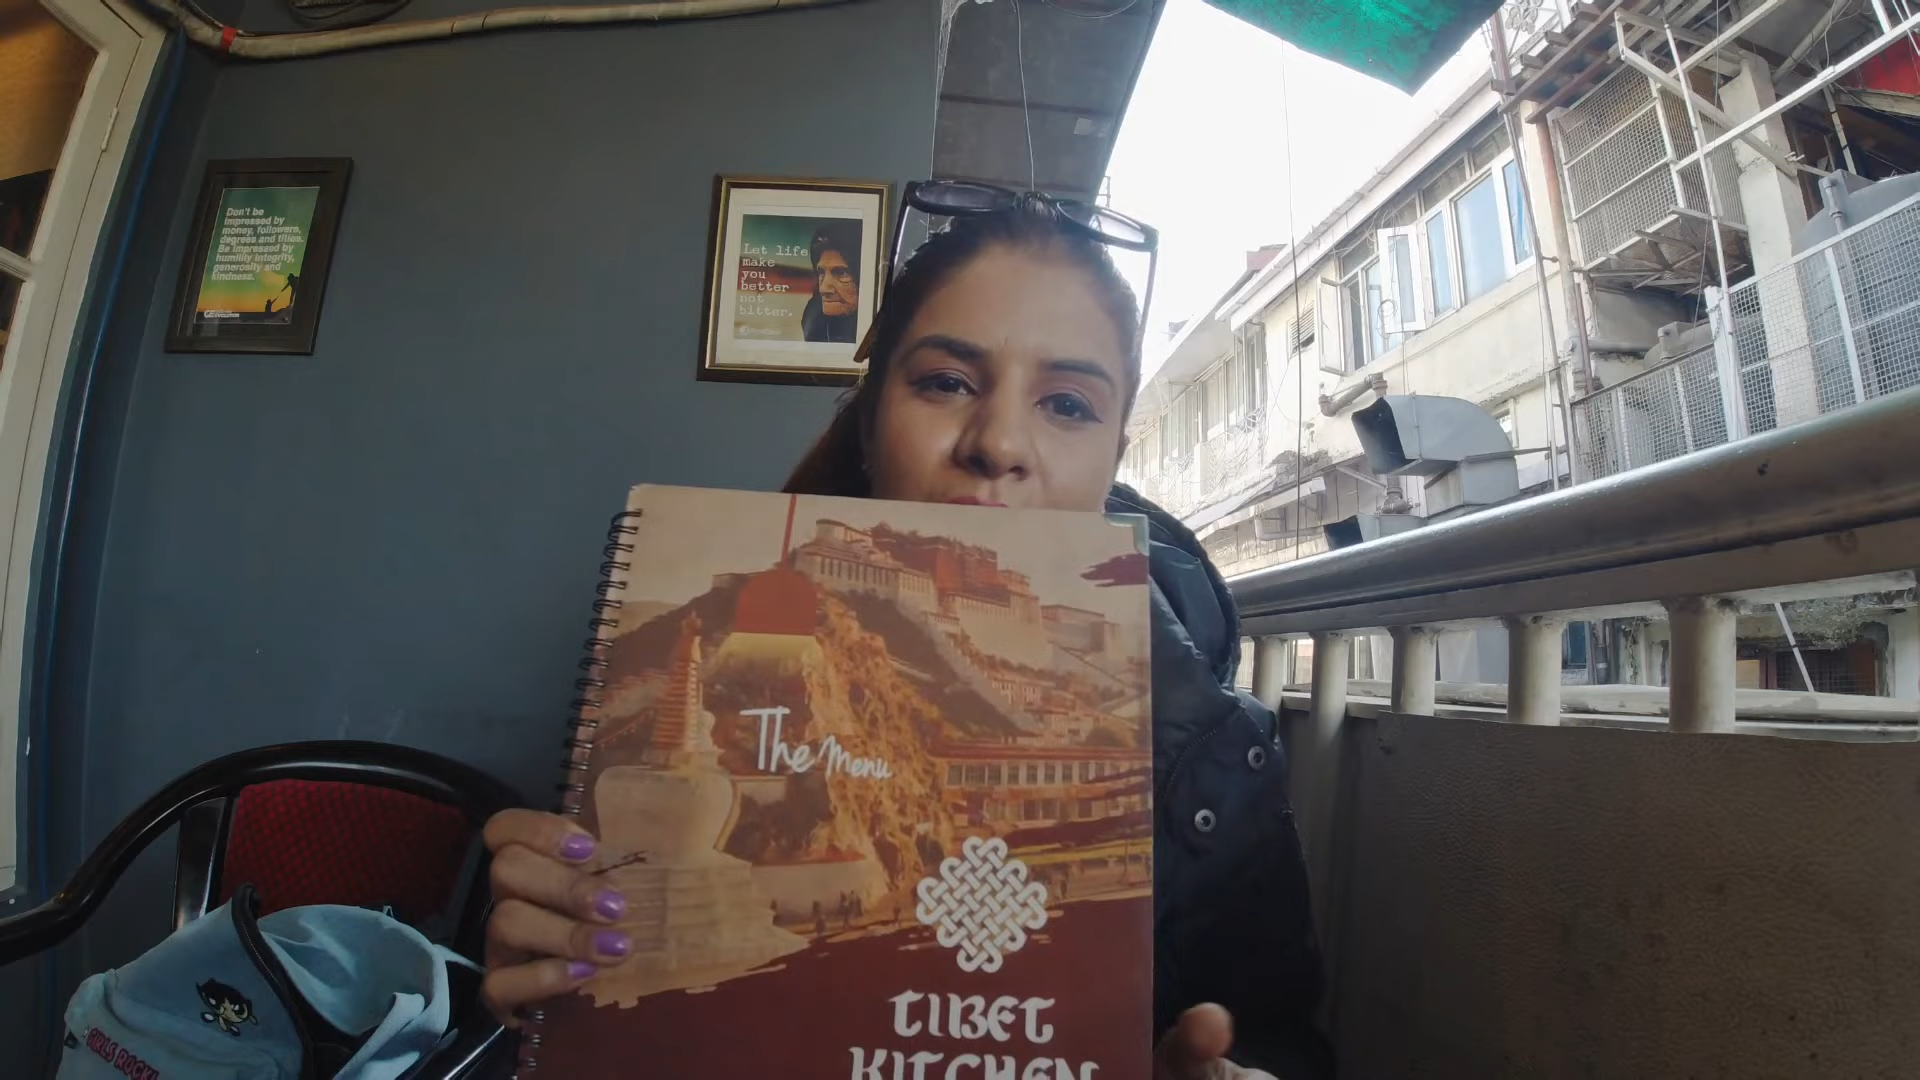 Don't be
impressed by
money, followers,
degrees and titles.
Be impressed by
humility, integrity,
generosity and
kindness.
Let life
make
you
better
not
bitter.
The Menu
TIBET
KITCHEN
GIRLS ROCK!